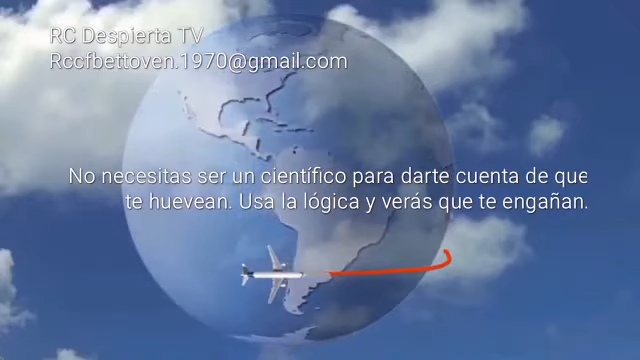 RC Despierta TV
Rccfbettoven.1970@gmail.com
No necesitas ser un científico para darte cuenta de que
te huevean. Usa la lógica y verás que te engañan.